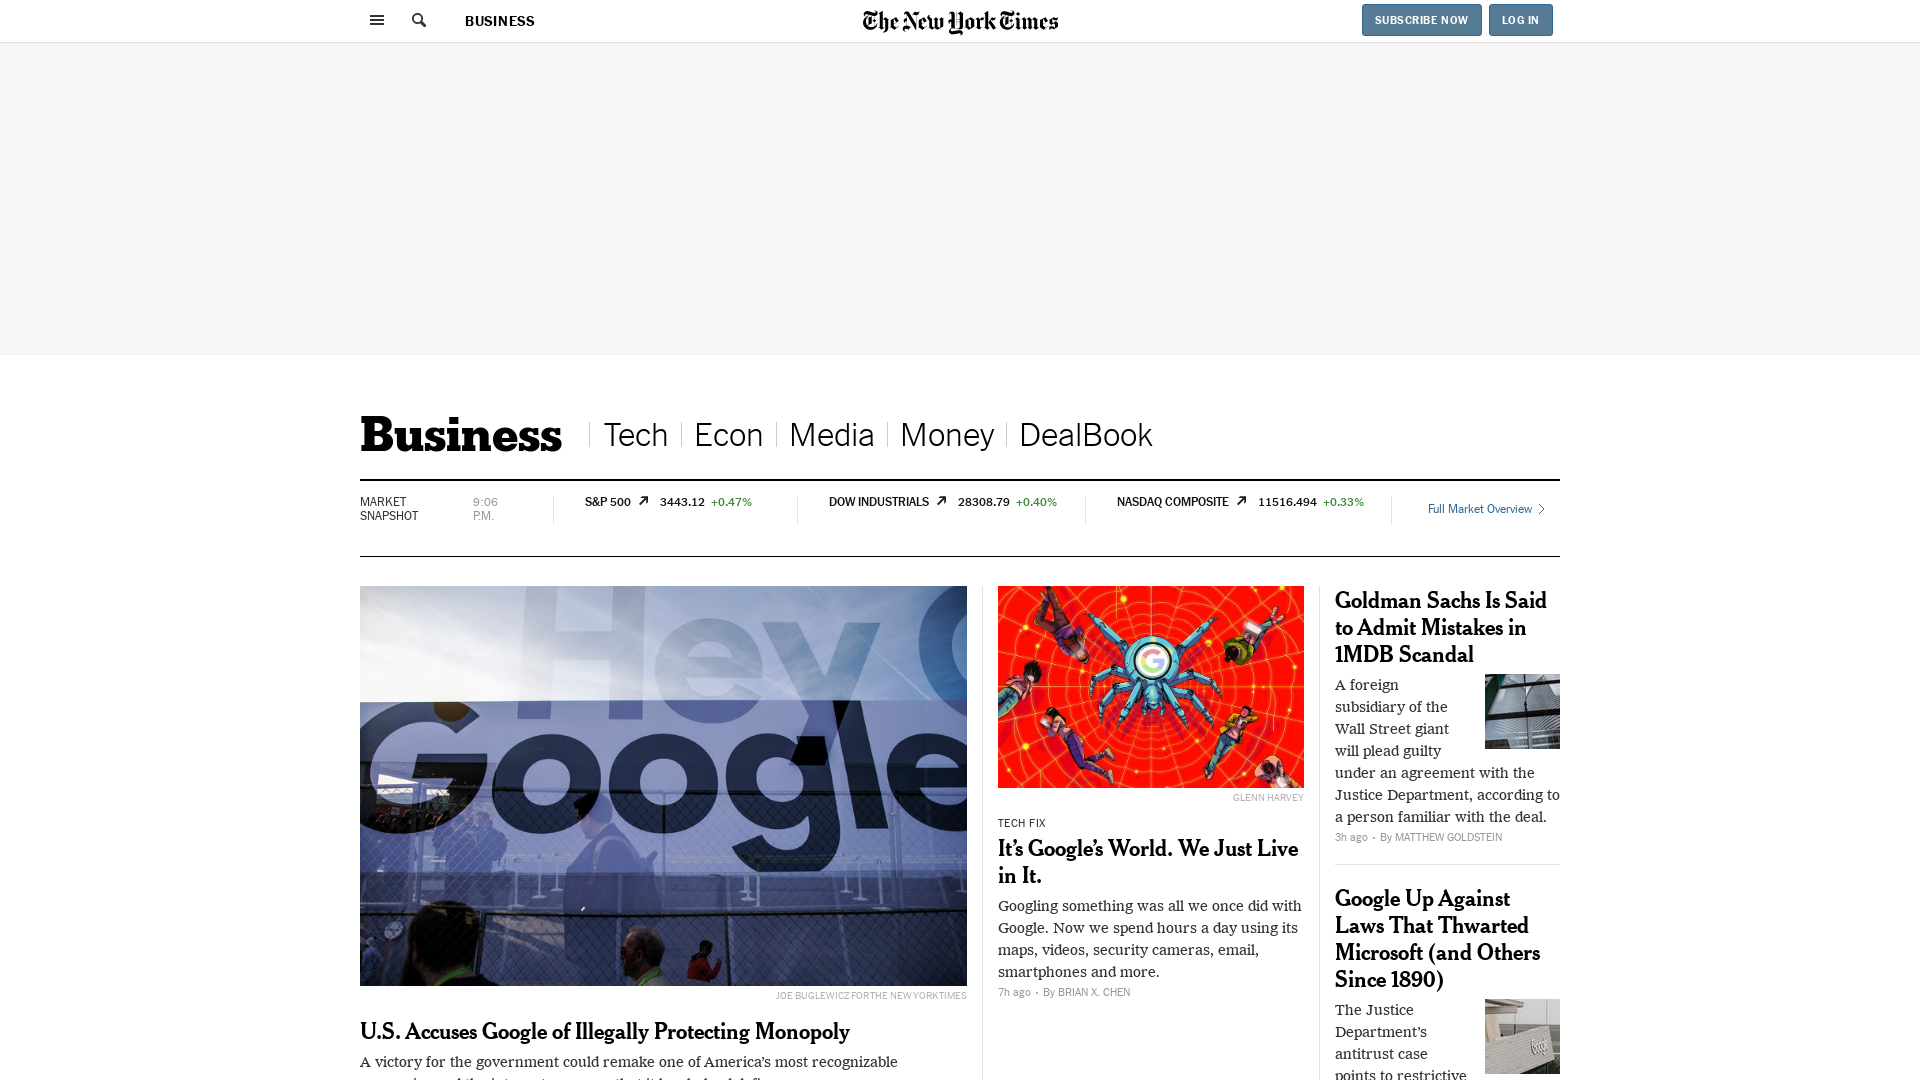 BUSINESS
The New York Times
SUBSCRIBE NOW
LOG IN
Business
Tech
Econ
Media
Money
DealBook
MARKET
SNAPSHOT
9:06
P.M.
S&P 500 3443.12 +0.47%
DOW INDUSTRIALS 28308.79 +0.40%
NASDAQ COMPOSITE 11516.494 +0.33%
Full Market Overview
Hey G
Google
JOE BUGLEWICZ FOR THE NEW YORK TIMES
U.S. Accuses Google of Illegally Protecting Monopoly
A victory for the government could remake one of America’s most recognizable
G
GLENN HARVEY
TECH FIX
It’s Google’s World. We Just Live
in It.
Googling something was all we once did with
Google. Now we spend hours a day using its
maps, videos, security cameras, email,
smartphones and more.
7h ago • By BRIAN X. CHEN
Goldman Sachs Is Said
to Admit Mistakes in
1MDB Scandal
A foreign
subsidiary of the
Wall Street giant
will plead guilty
under an agreement with the
Justice Department, according to
a person familiar with the deal.
3h ago • By MATTHEW GOLDSTEIN
Google Up Against
Laws That Thwarted
Microsoft (and Others
Since 1890)
The Justice
Department’s
antitrust case
points to restrictive
Google